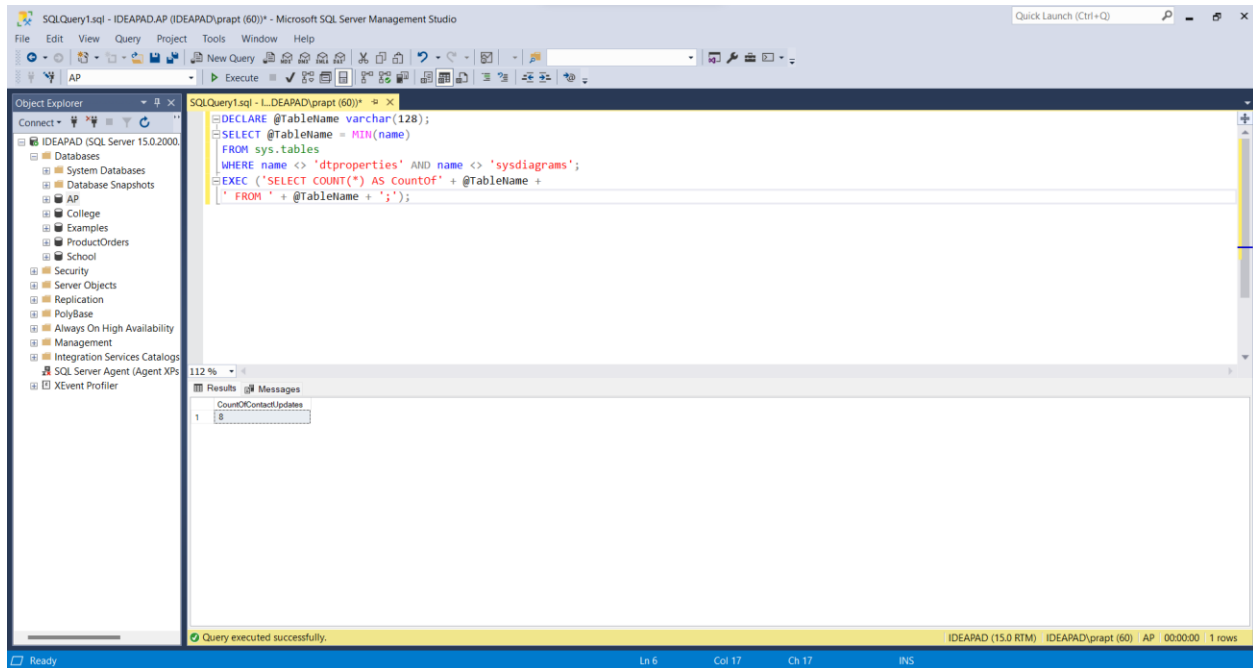 SQLQuery1.sql - IDEAPAD.AP (IDEAPAD\prapt (60))* - Microsoft SQL Server Management Studio
Quick Launch (Ctrl+Q)
File Edit View Query Project Tools Window Help
New Query
AP
Execute
Object Explorer
SQLQuery1.sql - I...DEAPAD\prapt (60))*
Connect
IDEAPAD (SQL Server 15.0.2000.
Databases
System Databases
Database Snapshots
AP
College
Examples
ProductOrders
School
Security
Server Objects
Replication
PolyBase
Always On High Availability
Management
Integration Services Catalogs
SQL Server Agent (Agent XPs
XEvent Profiler
DECLARE @TableName varchar(128);
SELECT @TableName = MIN(name)
FROM sys.tables
WHERE name <> 'dtproperties' AND name <> 'sysdiagrams';
EXEC ('SELECT COUNT(*) AS CountOf' + @TableName +
' FROM ' + @TableName + ';');
112 %
Results Messages
CountOfContactUpdates
1 8
Query executed successfully.
IDEAPAD (15.0 RTM) IDEAPAD\prapt (60) AP 00:00:00 1 rows
Ready Ln 6 Col 17 Ch 17 INS